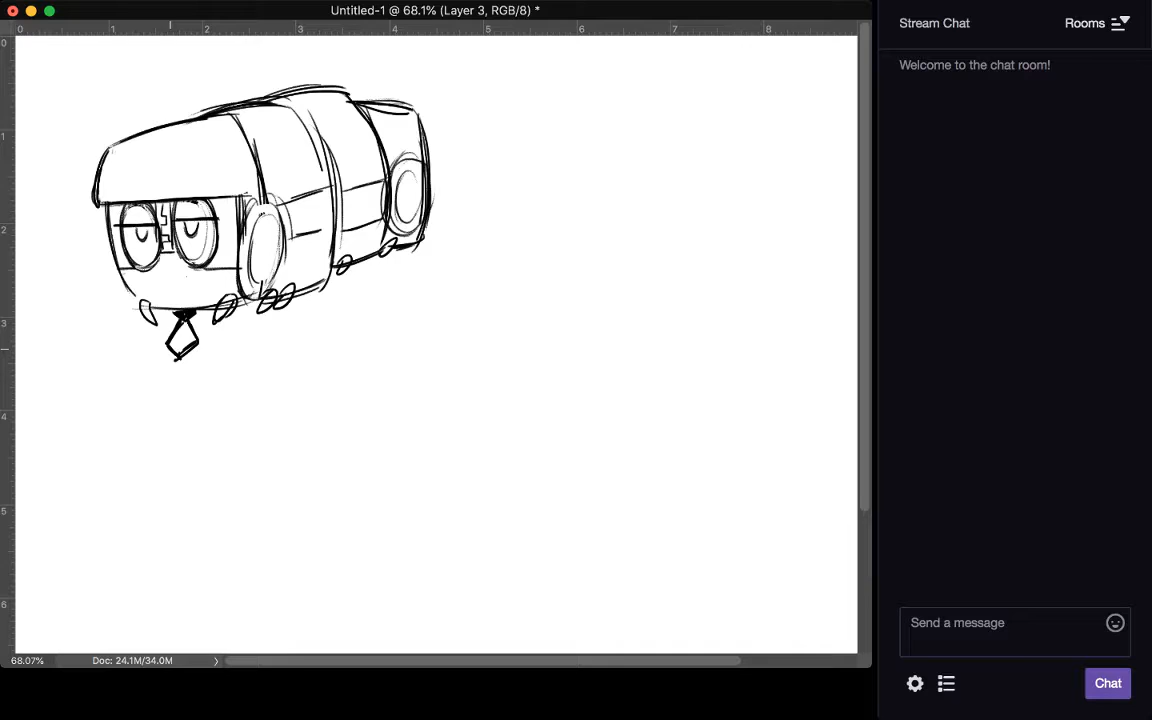 Untitled-1 @ 68.1% (Layer 3, RGB/8) *
0 1 2 3 4 5 6 7 8
0
1
2
3
4
5
6
68.07%
Doc: 24.1M/34.0M
Stream Chat
Rooms
Welcome to the chat room!
Send a message
Chat